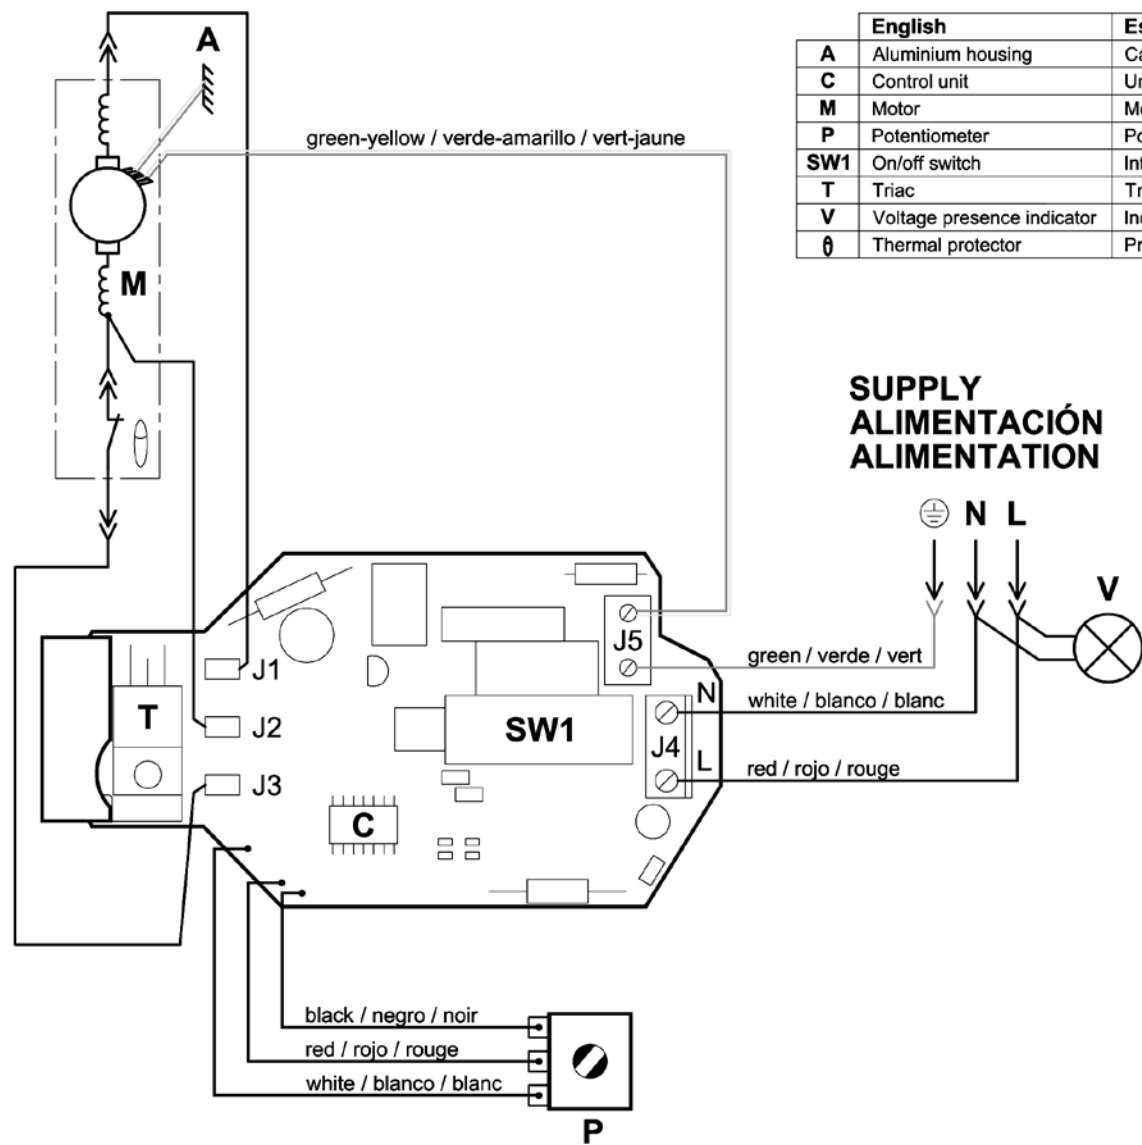 English Es
A Aluminium housing Ca
C Control unit Un
M Motor Mo
P Potentiometer Po
SW1 On/off switch Int
T Triac Tr
V Voltage presence indicator Ind
θ Thermal protector Pr
A
green-yellow / verde-amarillo / vert-jaune
M
SUPPLY
ALIMENTACIÓN
ALIMENTATION
N L
V
J5
green / verde / vert
J1
N
white / blanco / blanc
T
J2
SW1
J4
L
red / rojo / rouge
J3
C
black / negro / noir
red / rojo / rouge
white / blanco / blanc
P